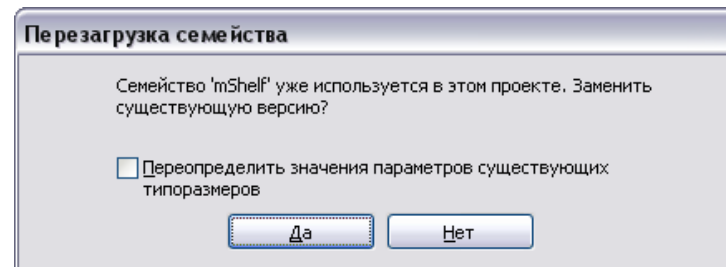 Перезагрузка семейства
Семейство 'mShelf' уже используется в этом проекте. Заменить
существующую версию?
Переопределить значения параметров существующих
типоразмеров
Да
Нет